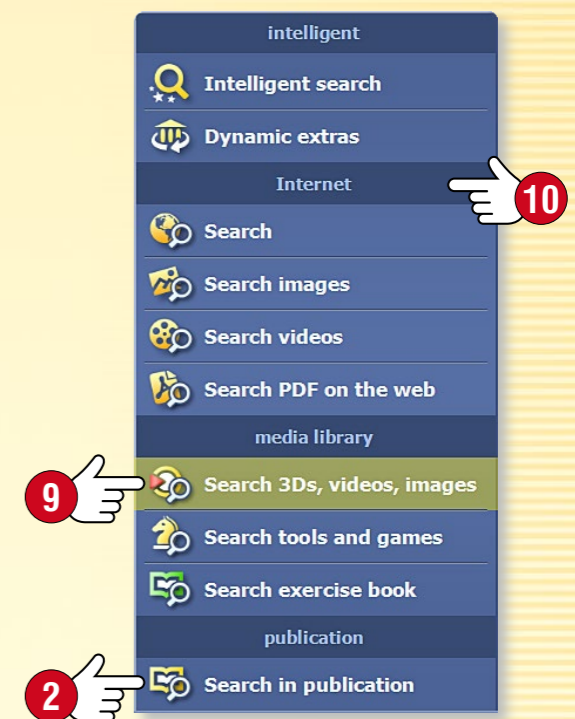 intelligent
Intelligent search
Dynamic extras
Internet
10
Search
Search images
Search videos
Search PDF on the web
media library
9
Search 3Ds, videos, images
Search tools and games
Search exercise book
publication
2
Search in publication